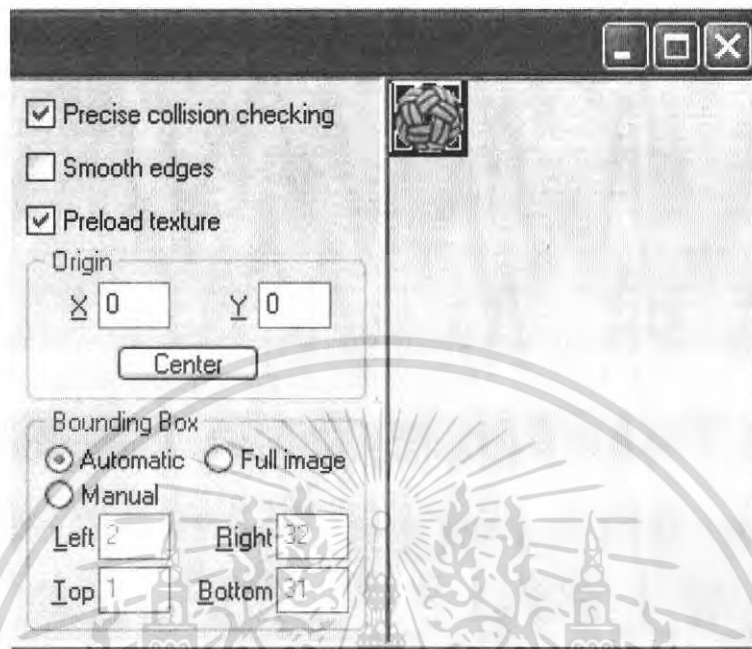 Precise collision checking
Smooth edges
Preload texture
Origin
X 0 Y 0
Center
Bounding Box
Automatic Full image
Manual
Left 2 Right 32
Top 1 Bottom 31